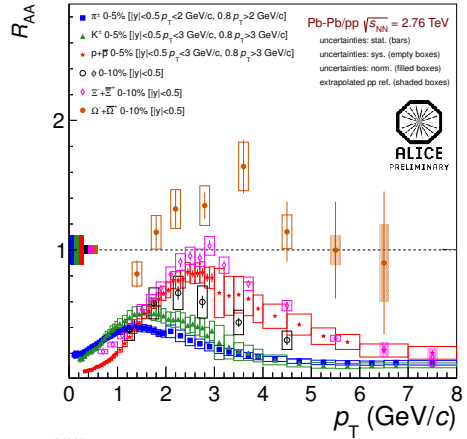 R_AA
π± 0-5% [|y|<0.5 p_T<2 GeV/c, 0.8 p_T>2 GeV/c]
K± 0-5% [|y|<0.5 p_T<3 GeV/c, 0.8 p_T>3 GeV/c]
p+p̅ 0-5% [|y|<0.5 p_T<3 GeV/c, 0.8 p_T>3 GeV/c]
ϕ 0-10% [|y|<0.5]
Ξ⁻+Ξ̅⁺ 0-10% [|y|<0.5]
Ω⁻+Ω̅⁺ 0-10% [|y|<0.5]
Pb-Pb/pp √s_NN = 2.76 TeV
uncertainties: stat. (bars)
uncertainties: sys. (empty boxes)
uncertainties: norm. (filled boxes)
extrapolated pp ref. (shaded boxes)
ALICE
PRELIMINARY
2
1
0 1 2 3 4 5 6 7 8
p_T (GeV/c)